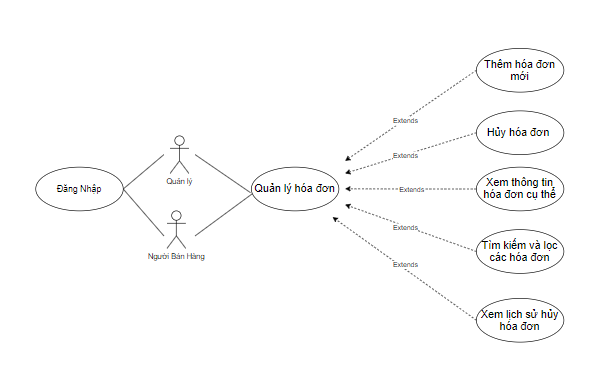 Đăng Nhập
Quản lý
Người Bán Hàng
Quản lý hóa đơn
Extends
Extends
Extends
Extends
Extends
Thêm hóa đơn
mới
Hủy hóa đơn
Xem thông tin
hóa đơn cụ thể
Tìm kiếm và lọc
các hóa đơn
Xem lịch sử hủy
hóa đơn